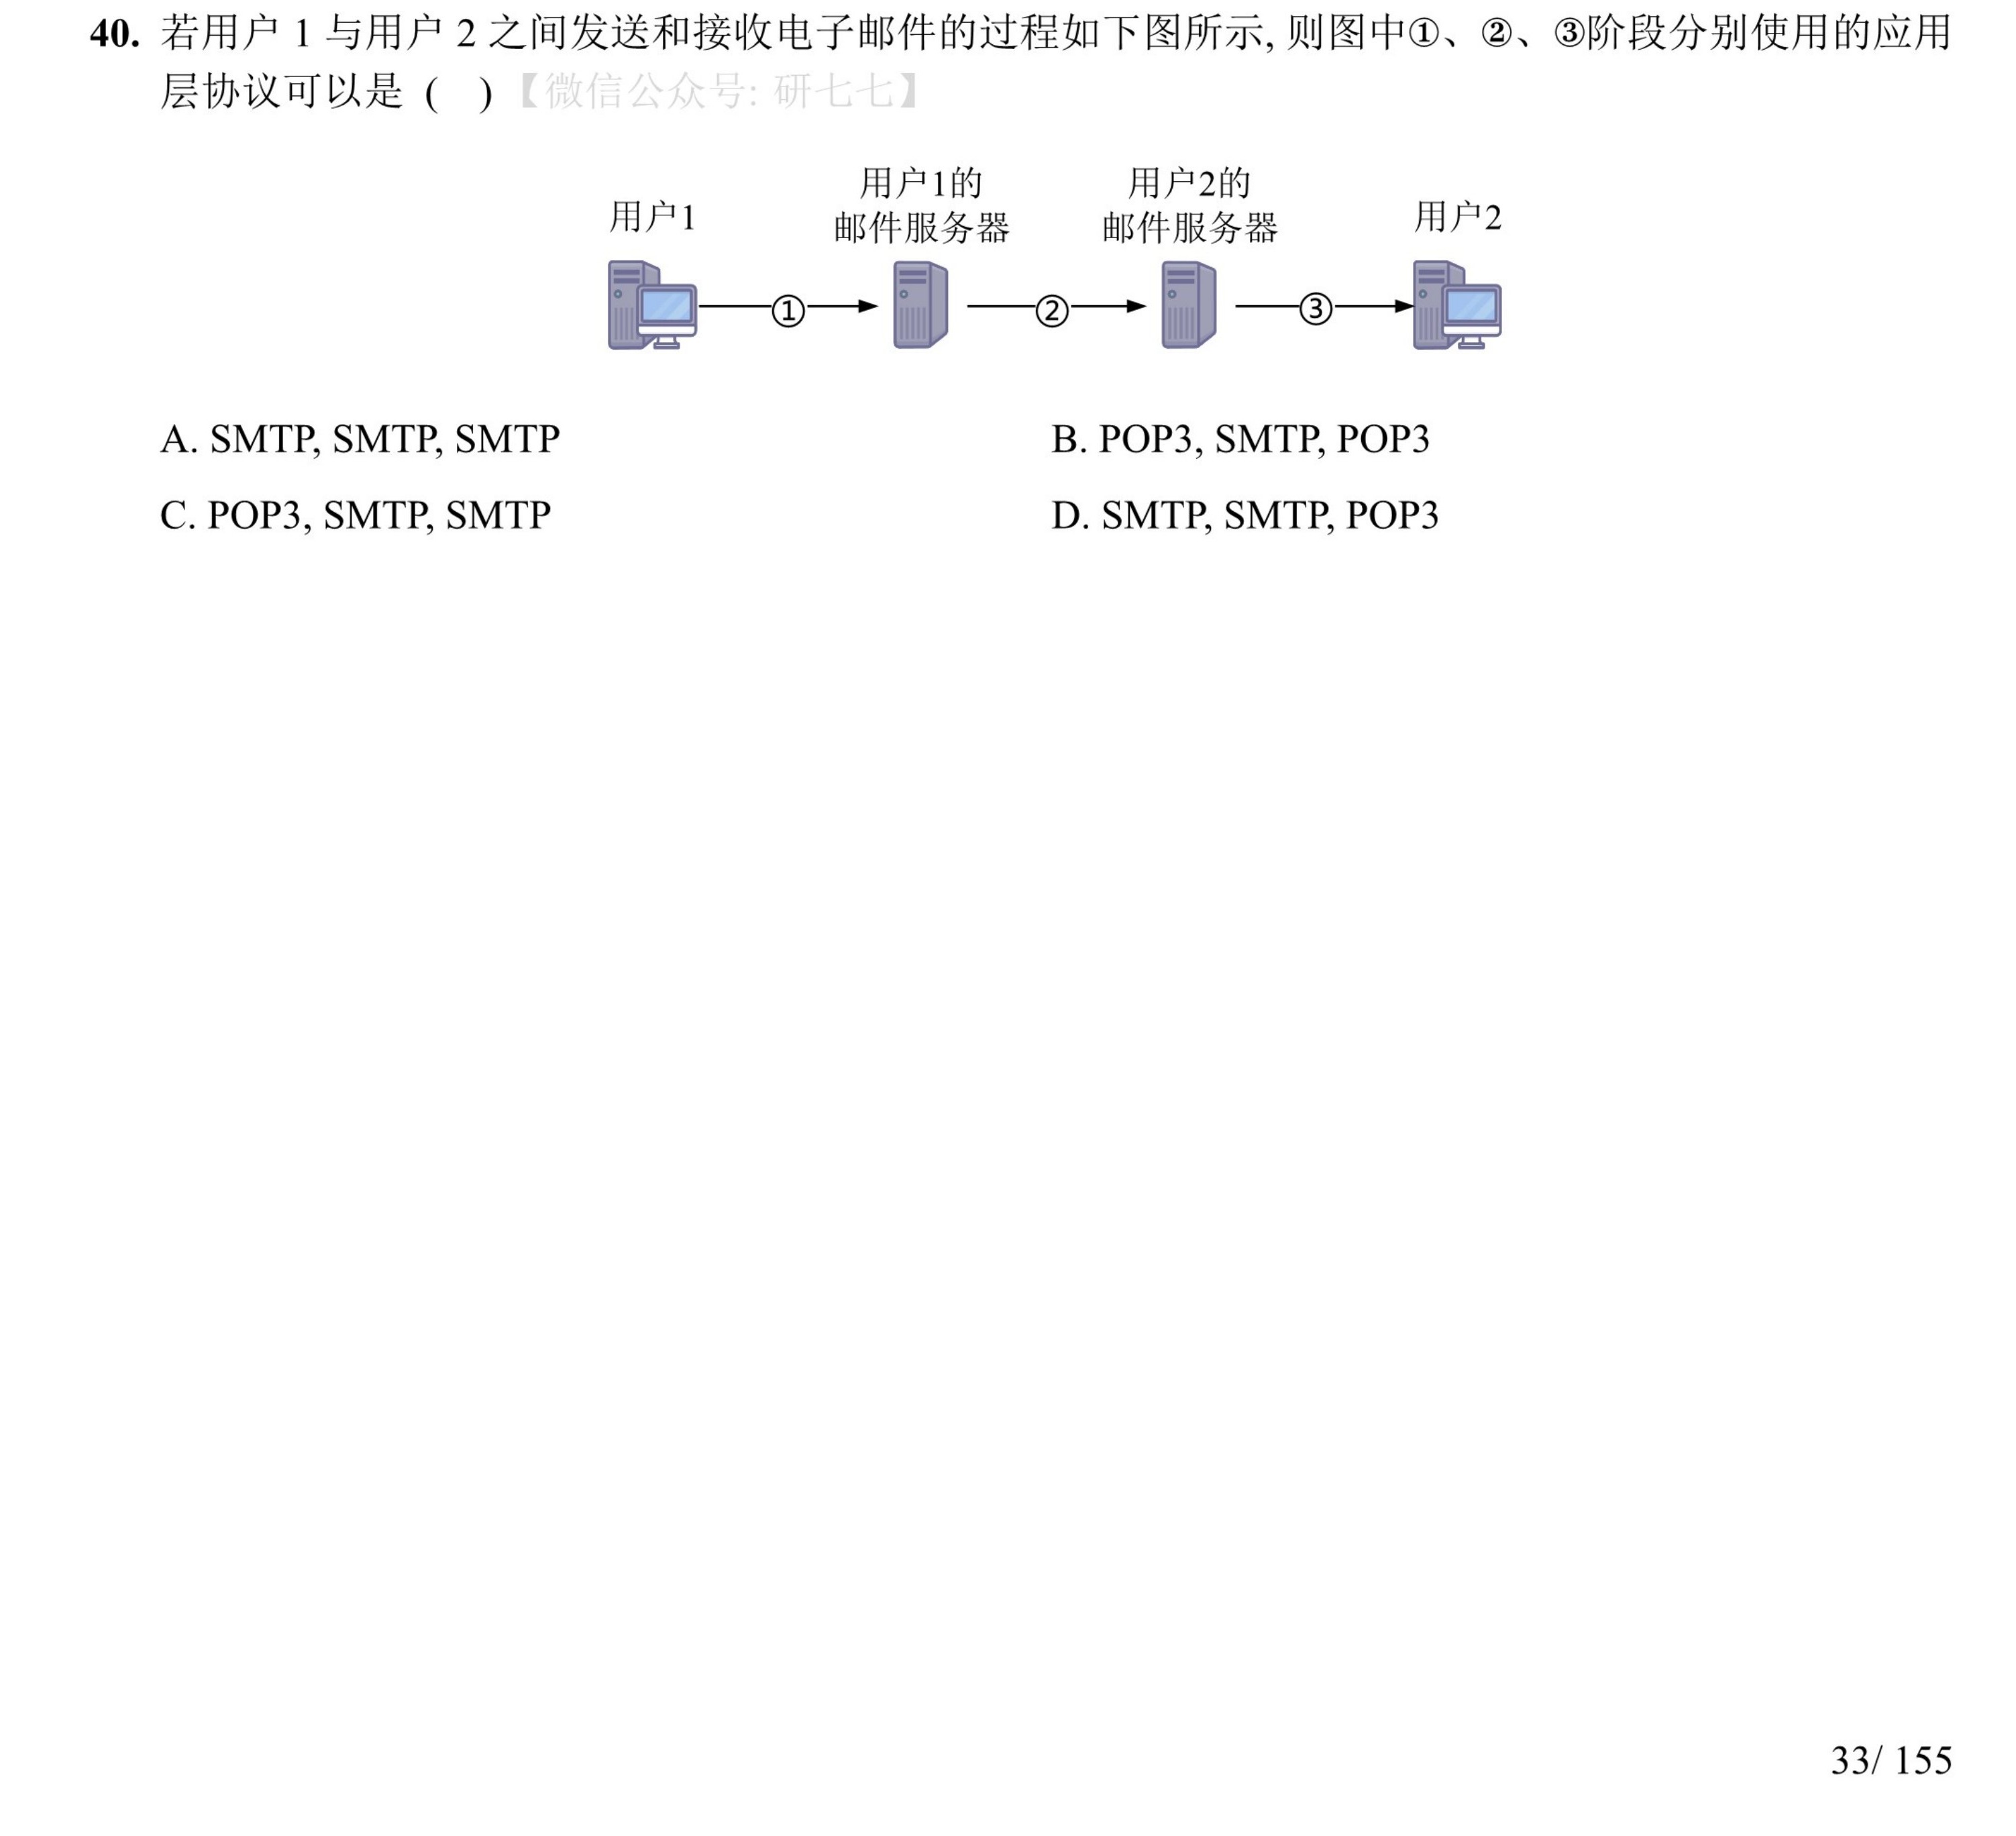 40. 若用户 1 与用户 2 之间发送和接收电子邮件的过程如下图所示, 则图中①、②、③阶段分别使用的应用
层协议可以是 ( ) 【微信公众号: 研七七】
用户1
用户1的
邮件服务器
用户2的
邮件服务器
用户2
① ② ③
A. SMTP, SMTP, SMTP
B. POP3, SMTP, POP3
C. POP3, SMTP, SMTP
D. SMTP, SMTP, POP3
33/ 155